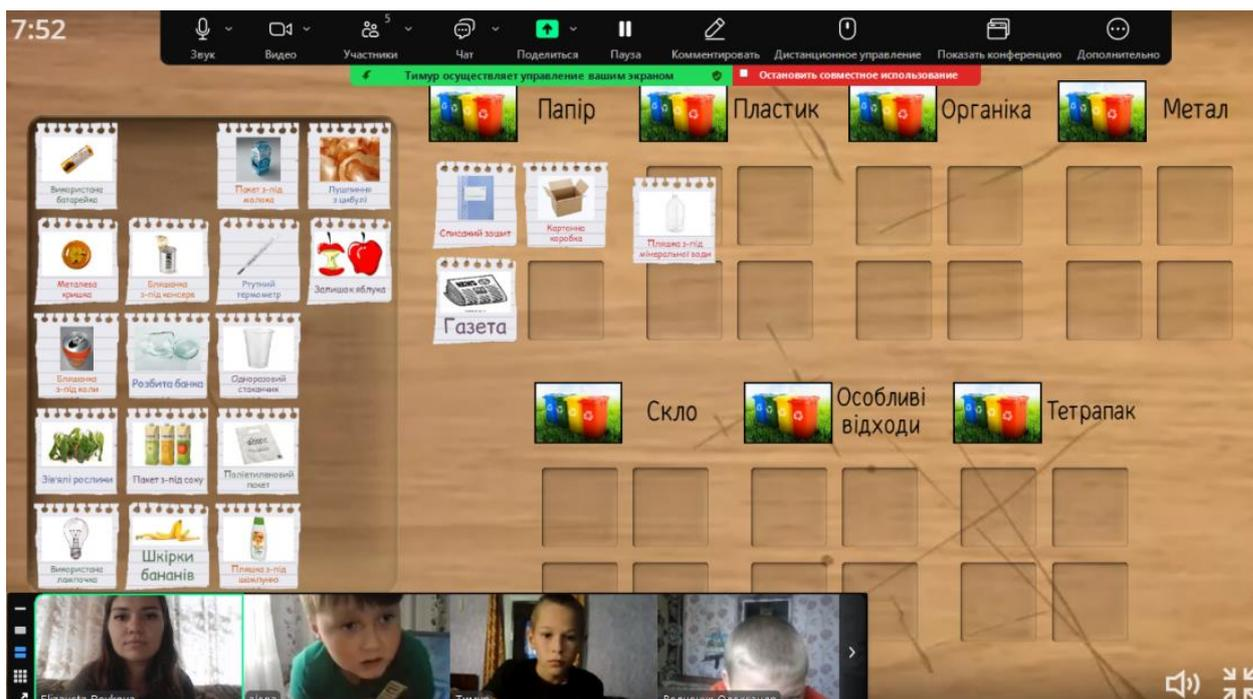 7:52
5
Звук
Видео
Участники
Чат
Поделиться
Пауза
Комментировать
Дистанционное управление
Показать конференцию
Дополнительно
Тимур осуществляет управление вашим экраном
Остановить совместное использование
Папір
Пластик
Органіка
Метал
Використана
батарейка
Пакет з-під
молока
Лушпиння
з цибулі
Списаний зошит
Картонна
коробка
Пляшка з-під
мінеральної води
Металева
кришка
Бляшанка
з-під консерв
Ртутний
термометр
Залишок яблука
NEWS
Газета
Бляшанка
з-під коли
Розбита банка
Одноразовий
стаканчик
Скло
Особливі
відходи
Тетрапак
Зів'ялі рослини
Пакет з-під соку
Поліетиленовий
пакет
Використана
лампочка
Шкірки
бананів
Пляшка з-під
шампуню